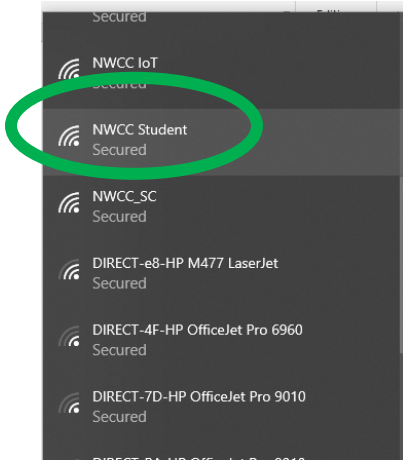 Secured
NWCC IoT
Secured
NWCC Student
Secured
NWCC_SC
Secured
DIRECT-e8-HP M477 LaserJet
Secured
DIRECT-4F-HP OfficeJet Pro 6960
Secured
DIRECT-7D-HP OfficeJet Pro 9010
Secured